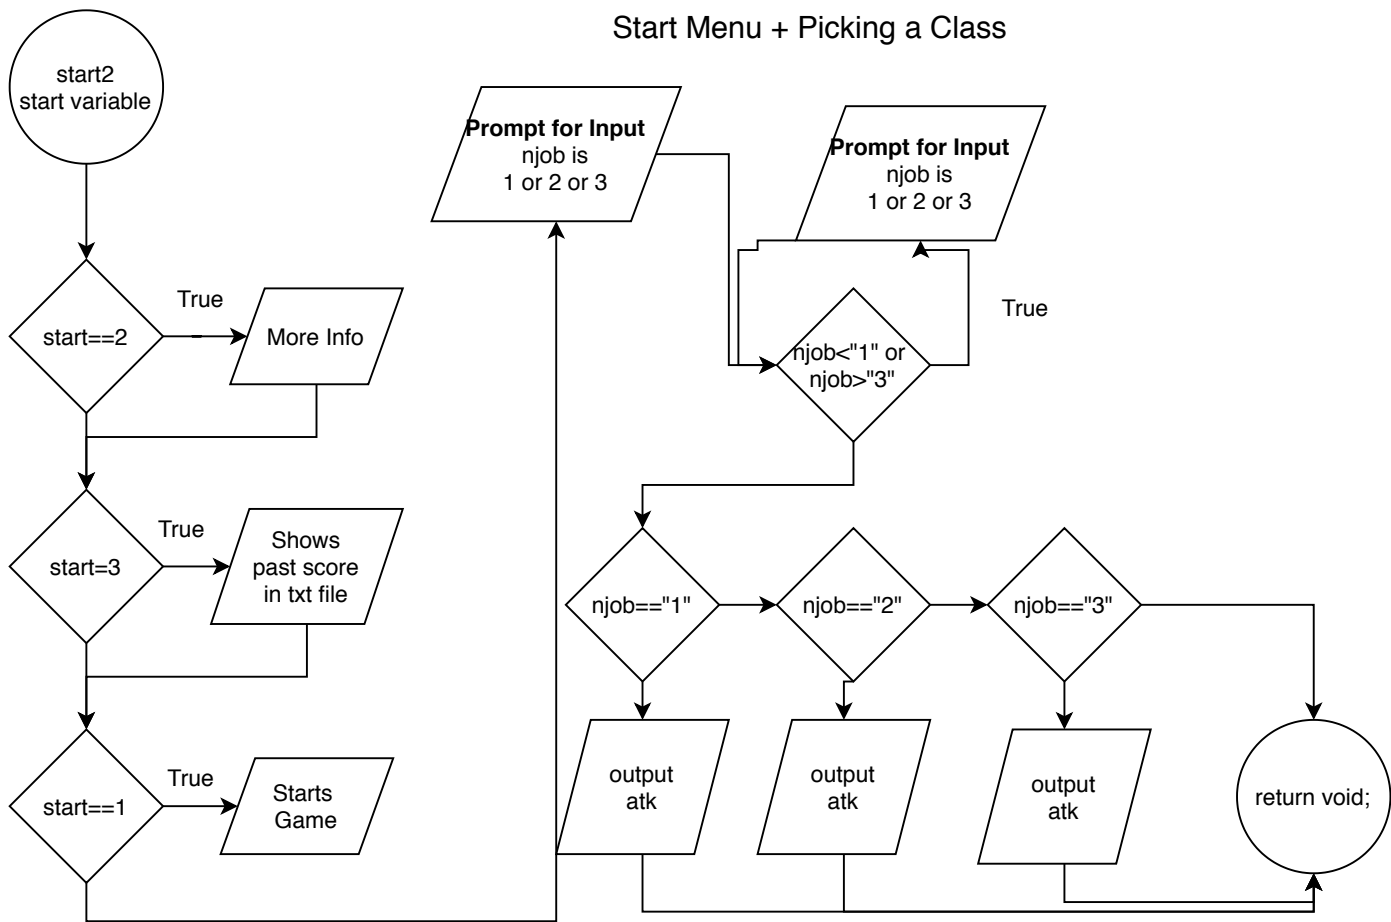 Start Menu + Picking a Class
start2
start variable
start==2
True
More Info
start=3
True
Shows
past score
in txt file
start==1
True
Starts
Game
Prompt for Input
njob is
1 or 2 or 3
Prompt for Input
njob is
1 or 2 or 3
njob<"1" or
njob>"3"
True
njob=="1"
njob=="2"
njob=="3"
output
atk
output
atk
output
atk
return void;